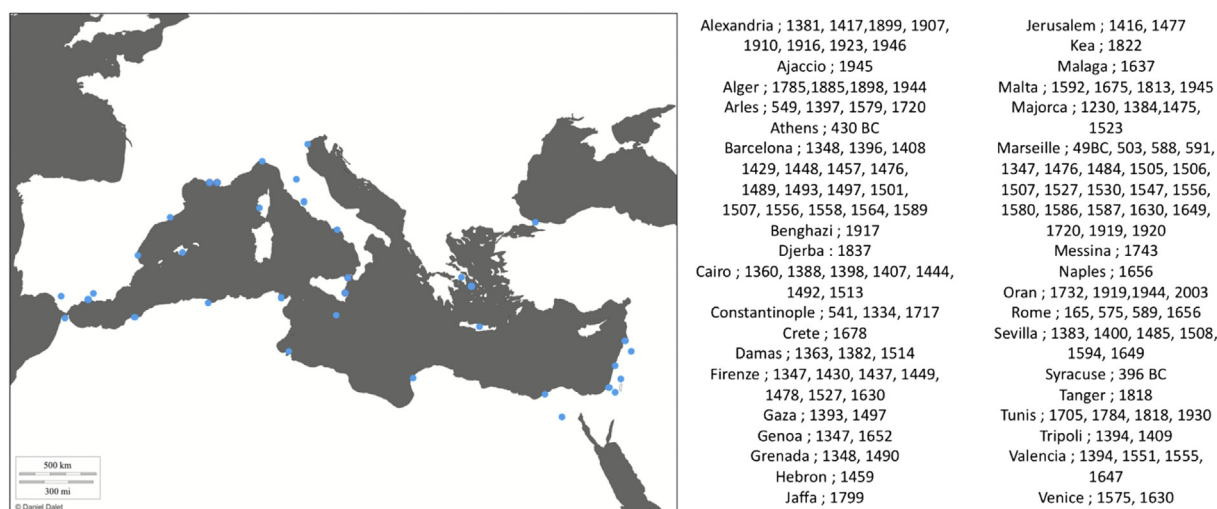 500 km
300 mi
© Daniel Dalet
Alexandria ; 1381, 1417,1899, 1907,
1910, 1916, 1923, 1946
Ajaccio ; 1945
Alger ; 1785,1885,1898, 1944
Arles ; 549, 1397, 1579, 1720
Athens ; 430 BC
Barcelona ; 1348, 1396, 1408
1429, 1448, 1457, 1476,
1489, 1493, 1497, 1501,
1507, 1556, 1558, 1564, 1589
Benghazi ; 1917
Djerba : 1837
Cairo ; 1360, 1388, 1398, 1407, 1444,
1492, 1513
Constantinople ; 541, 1334, 1717
Crete ; 1678
Damas ; 1363, 1382, 1514
Firenze ; 1347, 1430, 1437, 1449,
1478, 1527, 1630
Gaza ; 1393, 1497
Genoa ; 1347, 1652
Grenada ; 1348, 1490
Hebron ; 1459
Jaffa ; 1799
Jerusalem ; 1416, 1477
Kea ; 1822
Malaga ; 1637
Malta ; 1592, 1675, 1813, 1945
Majorca ; 1230, 1384,1475,
1523
Marseille ; 49BC, 503, 588, 591,
1347, 1476, 1484, 1505, 1506,
1507, 1527, 1530, 1547, 1556,
1580, 1586, 1587, 1630, 1649,
1720, 1919, 1920
Messina ; 1743
Naples ; 1656
Oran ; 1732, 1919,1944, 2003
Rome ; 165, 575, 589, 1656
Sevilla ; 1383, 1400, 1485, 1508,
1594, 1649
Syracuse ; 396 BC
Tanger ; 1818
Tunis ; 1705, 1784, 1818, 1930
Tripoli ; 1394, 1409
Valencia ; 1394, 1551, 1555,
1647
Venice ; 1575, 1630